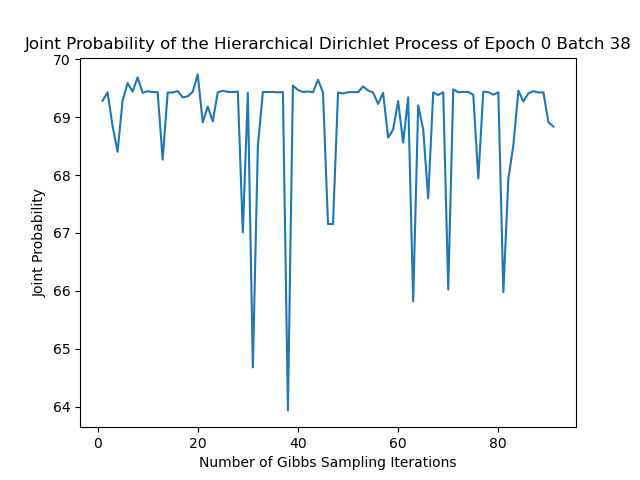 Joint Probability of the Hierarchical Dirichlet Process of Epoch 0 Batch 38
70
69
68
67
66
65
64
Joint Probability
0 20 40 60 80
Number of Gibbs Sampling Iterations